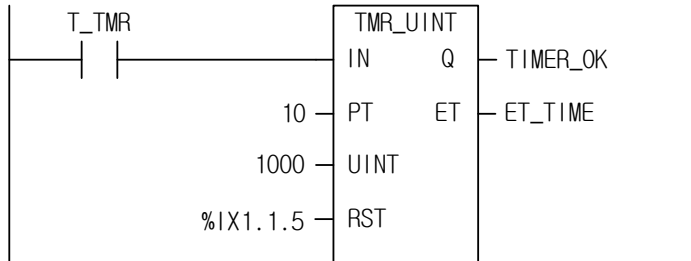 T_TMR TMR_UINT
IN Q TIMER_OK
10 PT ET ET_TIME
1000 UINT
%IX1.1.5 RST